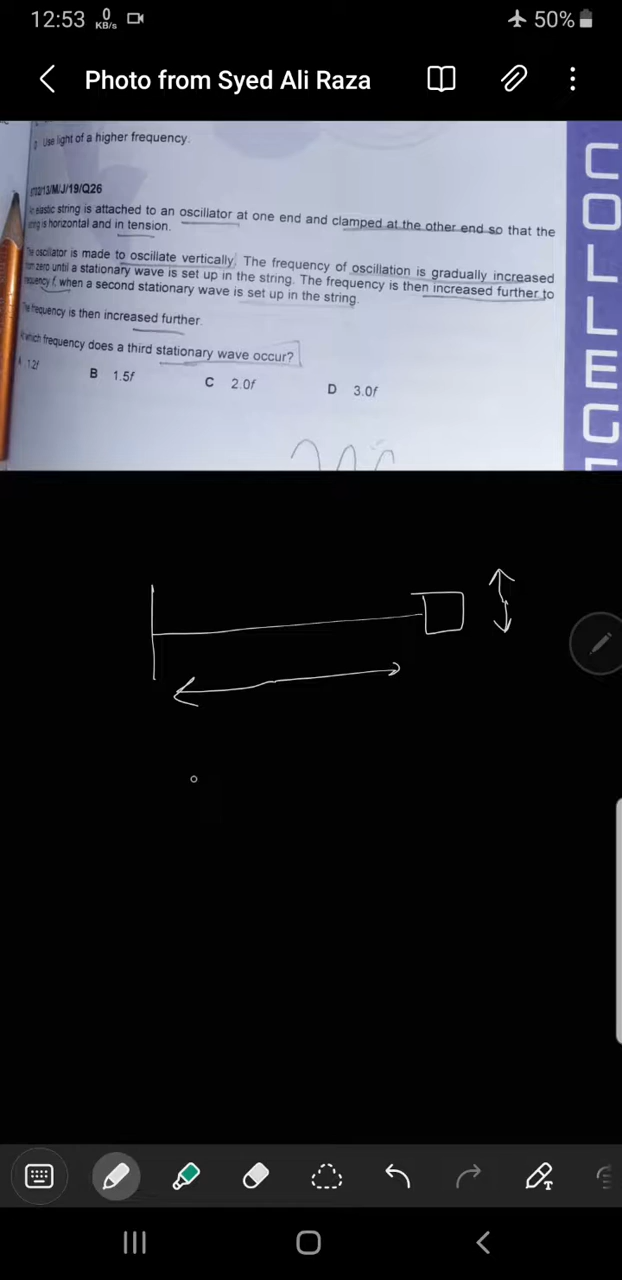 12:53 0 KB/s 50%
Photo from Syed Ali Raza
Use light of a higher frequency.
13/M/J/19/Q26
elastic string is attached to an oscillator at one end and clamped at the other end so that the
string is horizontal and in tension.
The oscillator is made to oscillate vertically. The frequency of oscillation is gradually increased
from zero until a stationary wave is set up in the string. The frequency is then increased further to
frequency f, when a second stationary wave is set up in the string.
The frequency is then increased further.
which frequency does a third stationary wave occur?
A 1.2f B 1.5f C 2.0f D 3.0f
COLLEG